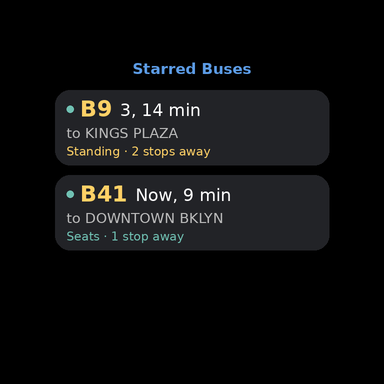 Starred Buses
B9 3, 14 min
to KINGS PLAZA
Standing · 2 stops away
B41 Now, 9 min
to DOWNTOWN BKLYN
Seats · 1 stop away